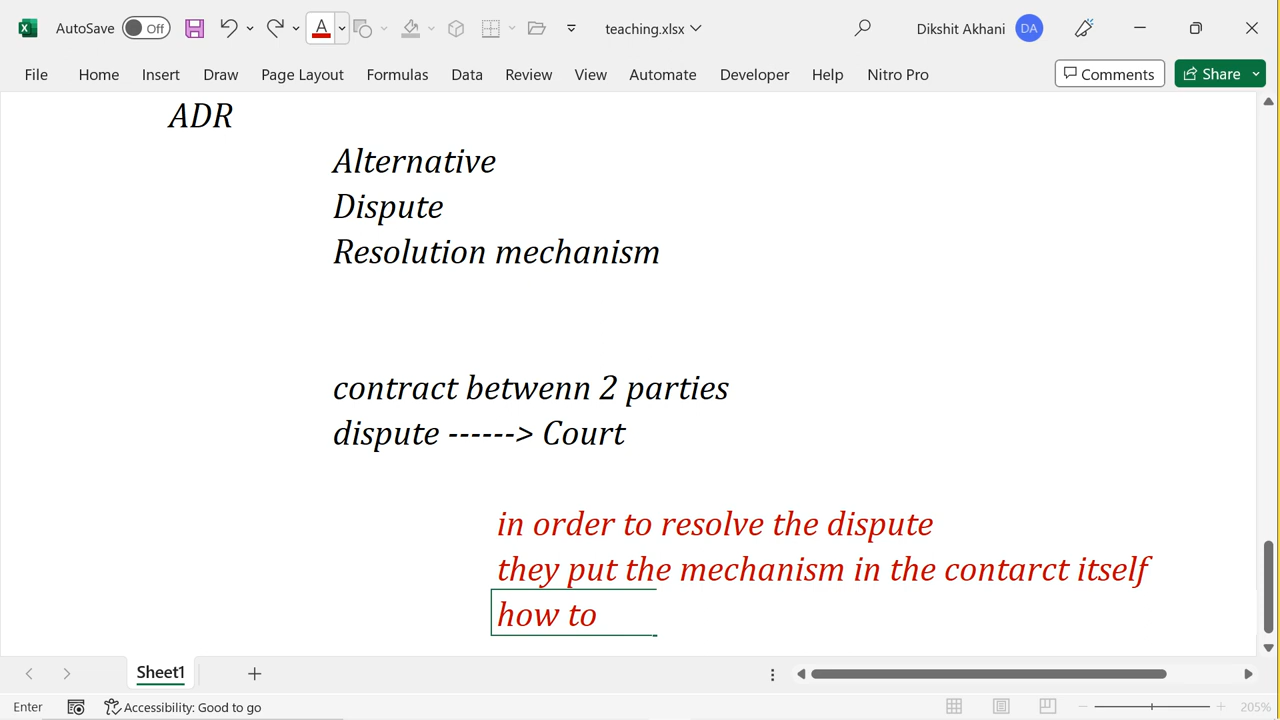 AutoSave Off teaching.xlsx Dikshit Akhani DA
File Home Insert Draw Page Layout Formulas Data Review View Automate Developer Help Nitro Pro Comments Share
ADR
Alternative
Dispute
Resolution mechanism
contract betwenn 2 parties
dispute ------> Court
in order to resolve the dispute
they put the mechanism in the contarct itself
how to
Sheet1
Enter Accessibility: Good to go 205%